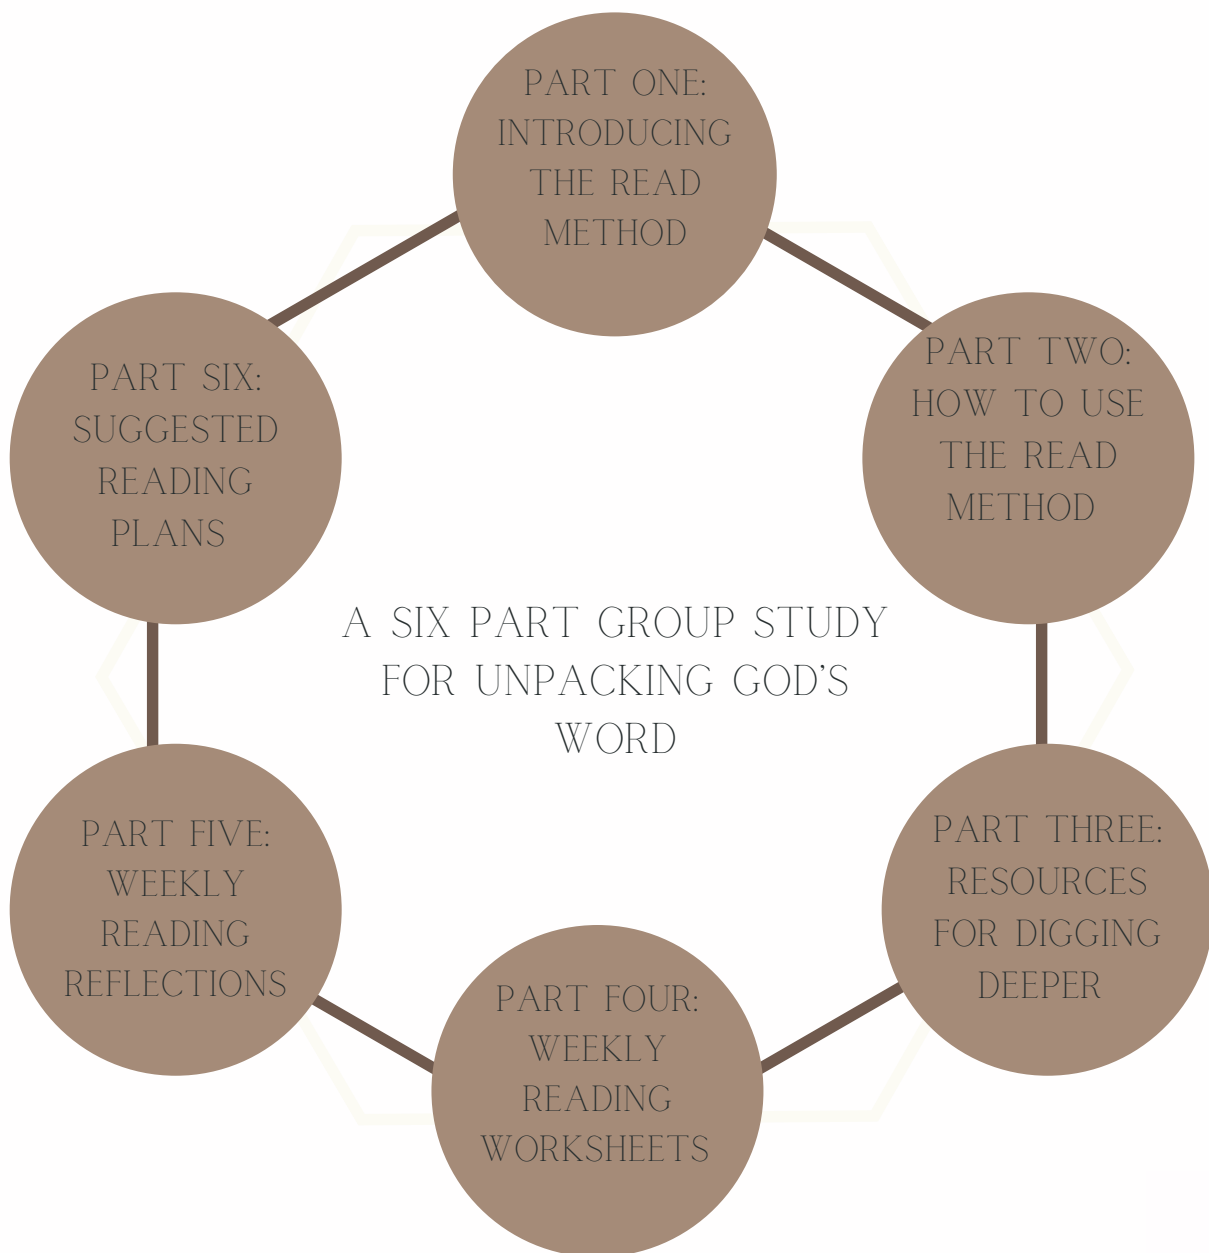 PART ONE:
INTRODUCING
THE READ
METHOD
PART TWO:
HOW TO USE
THE READ
METHOD
PART THREE:
RESOURCES
FOR DIGGING
DEEPER
PART FOUR:
WEEKLY
READING
WORKSHEETS
PART FIVE:
WEEKLY
READING
REFLECTIONS
PART SIX:
SUGGESTED
READING
PLANS
A SIX PART GROUP STUDY
FOR UNPACKING GOD'S
WORD